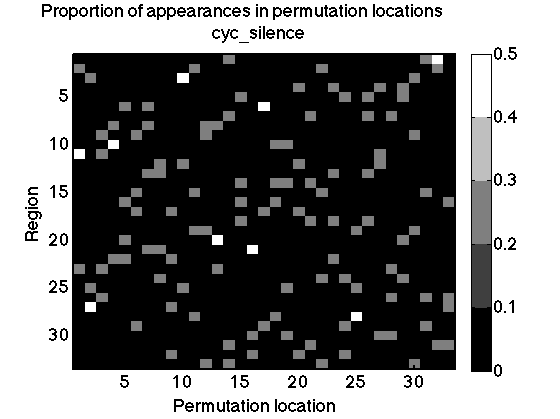 Proportion of appearances in permutation locations
cyc_silence
0.5
0.4
0.3
0.2
0.1
0
5
10
15
20
25
30
Region
5 10 15 20 25 30
Permutation location